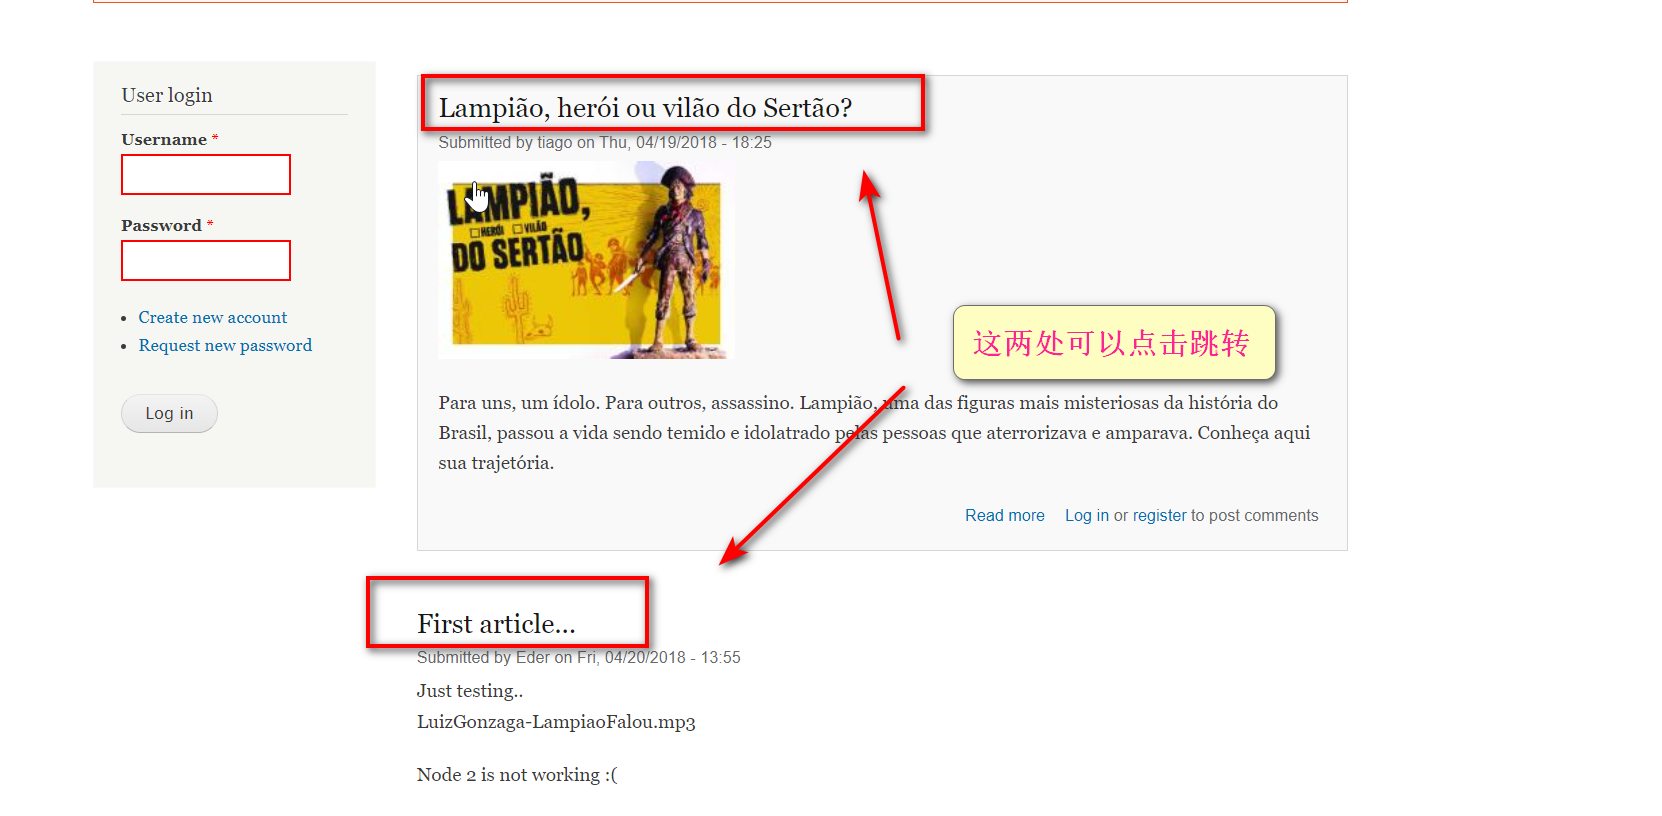 User login
Username *
Password *
Create new account
Request new password
Log in
Lampião, herói ou vilão do Sertão?
Submitted by tiago on Thu, 04/19/2018 - 18:25
LAMPIÃO,
HERÓI VILÃO
DO SERTÃO
这两处可以点击跳转
Para uns, um ídolo. Para outros, assassino. Lampião, uma das figuras mais misteriosas da história do
Brasil, passou a vida sendo temido e idolatrado pelas pessoas que aterrorizava e amparava. Conheça aqui
sua trajetória.
Read more Log in or register to post comments
First article...
Submitted by Eder on Fri, 04/20/2018 - 13:55
Just testing..
LuizGonzaga-LampiaoFalou.mp3
Node 2 is not working :(